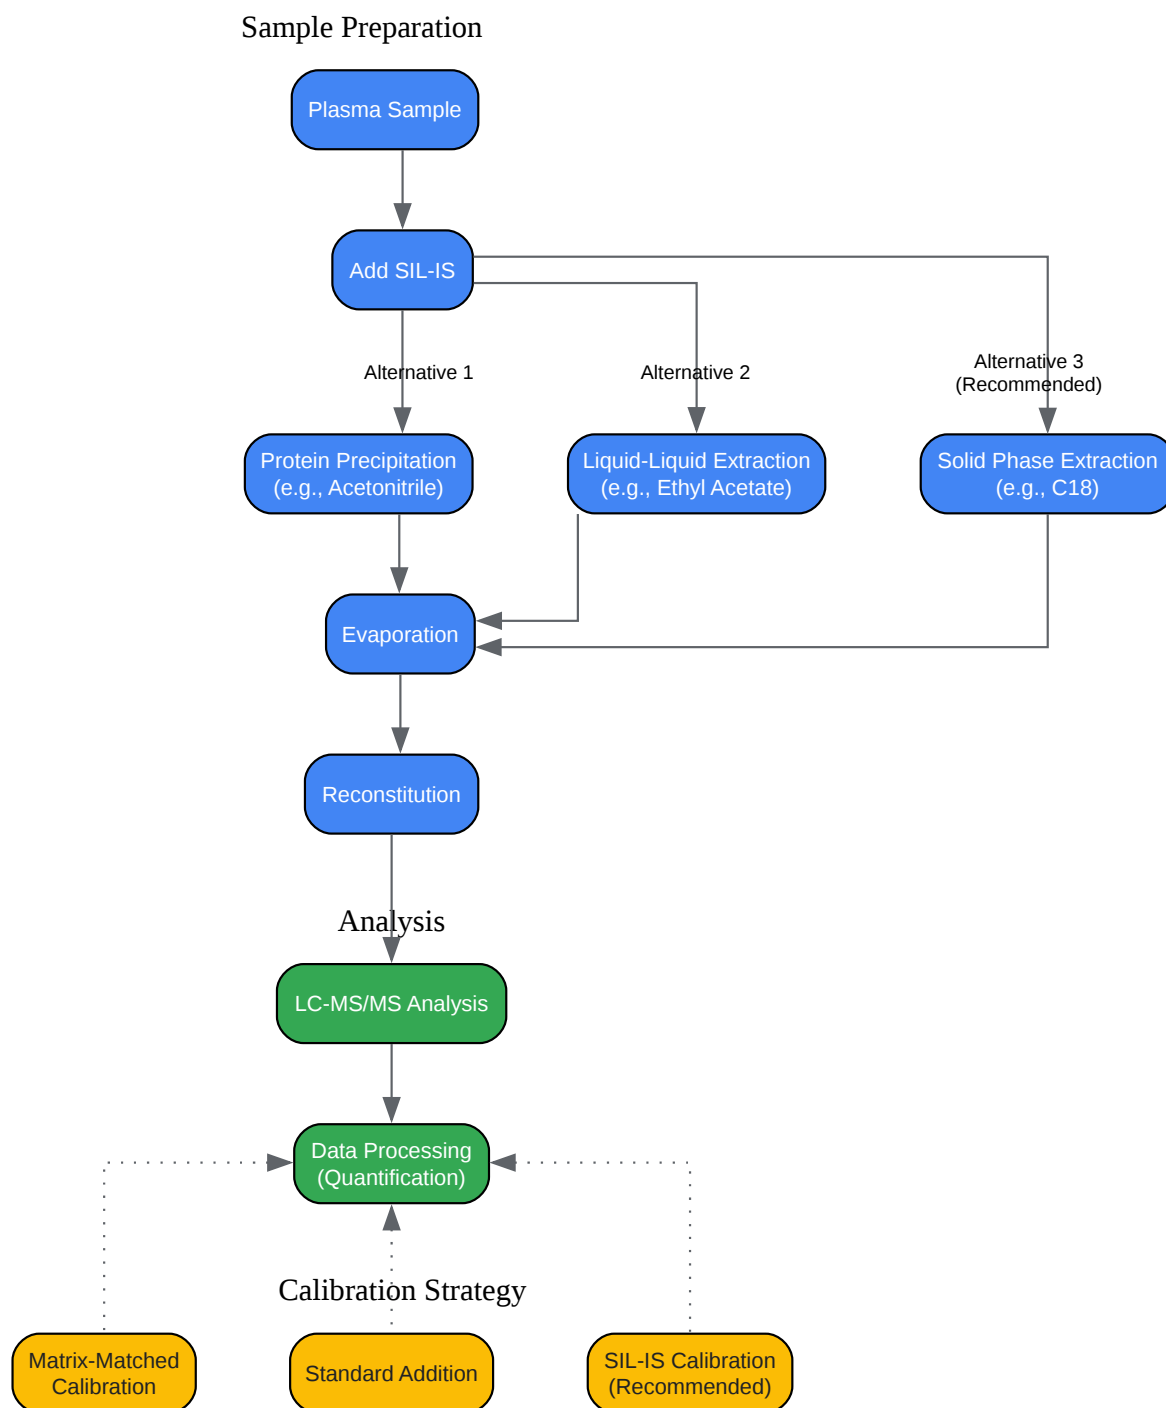 Sample Preparation
Plasma Sample
Add SIL-IS
Alternative 1
Alternative 2
Alternative 3
(Recommended)
Protein Precipitation
(e.g., Acetonitrile)
Liquid-Liquid Extraction
(e.g., Ethyl Acetate)
Solid Phase Extraction
(e.g., C18)
Evaporation
Reconstitution
Analysis
LC-MS/MS Analysis
Data Processing
(Quantification)
Calibration Strategy
Matrix-Matched
Calibration
Standard Addition
SIL-IS Calibration
(Recommended)